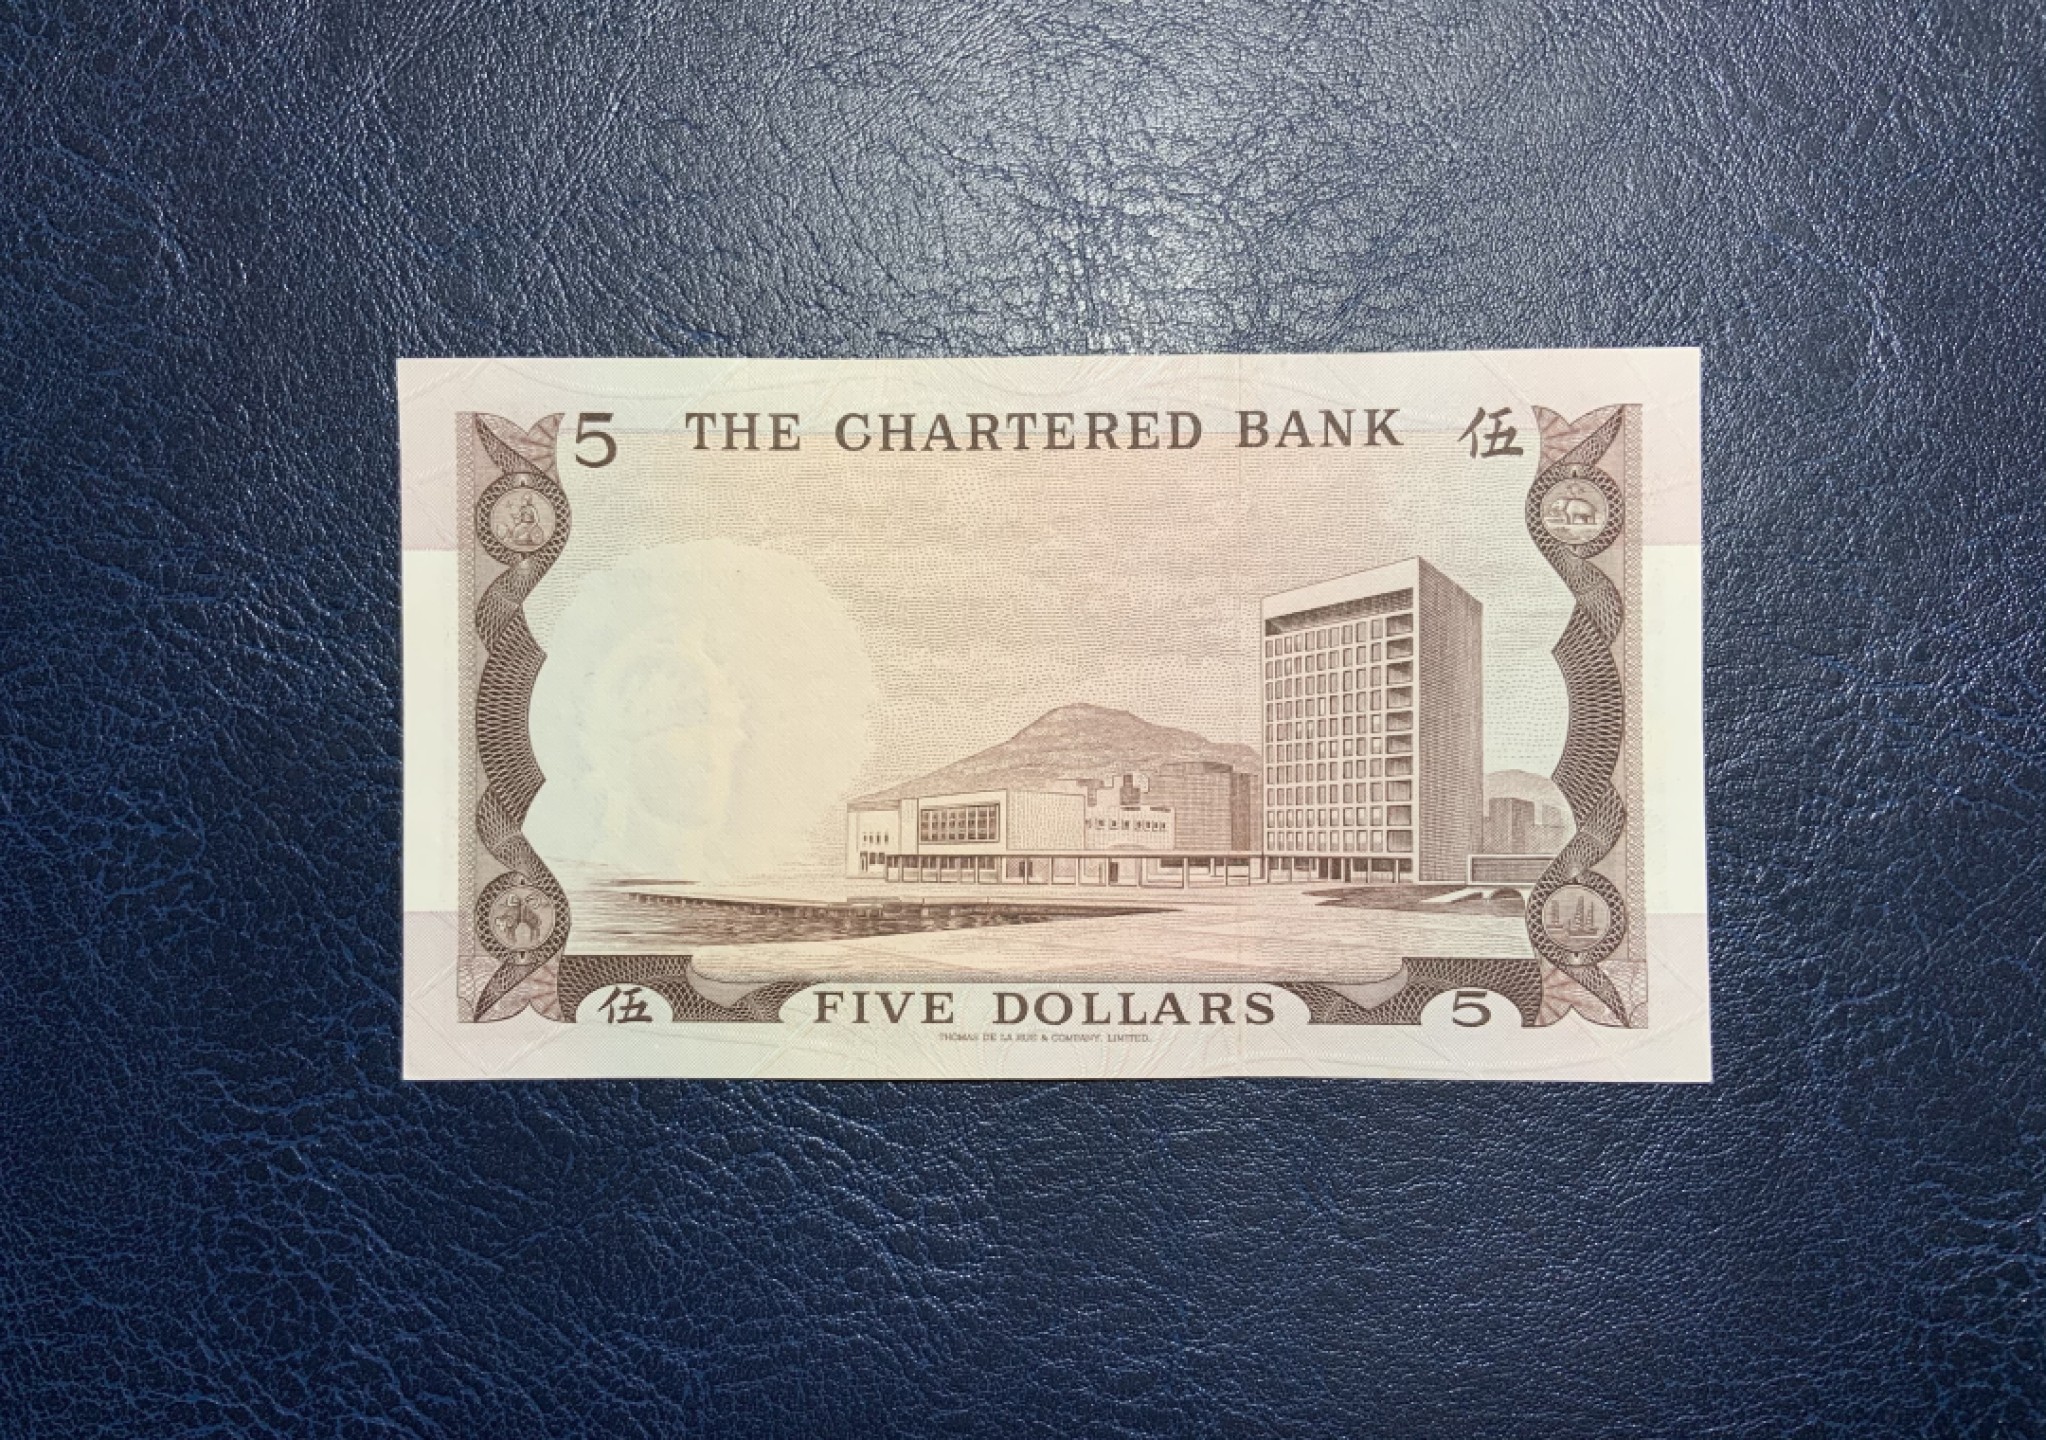 5 THE CHARTERED BANK 伍
伍 FIVE DOLLARS 5
THOMAS DE LA RUE & COMPANY, LIMITED.